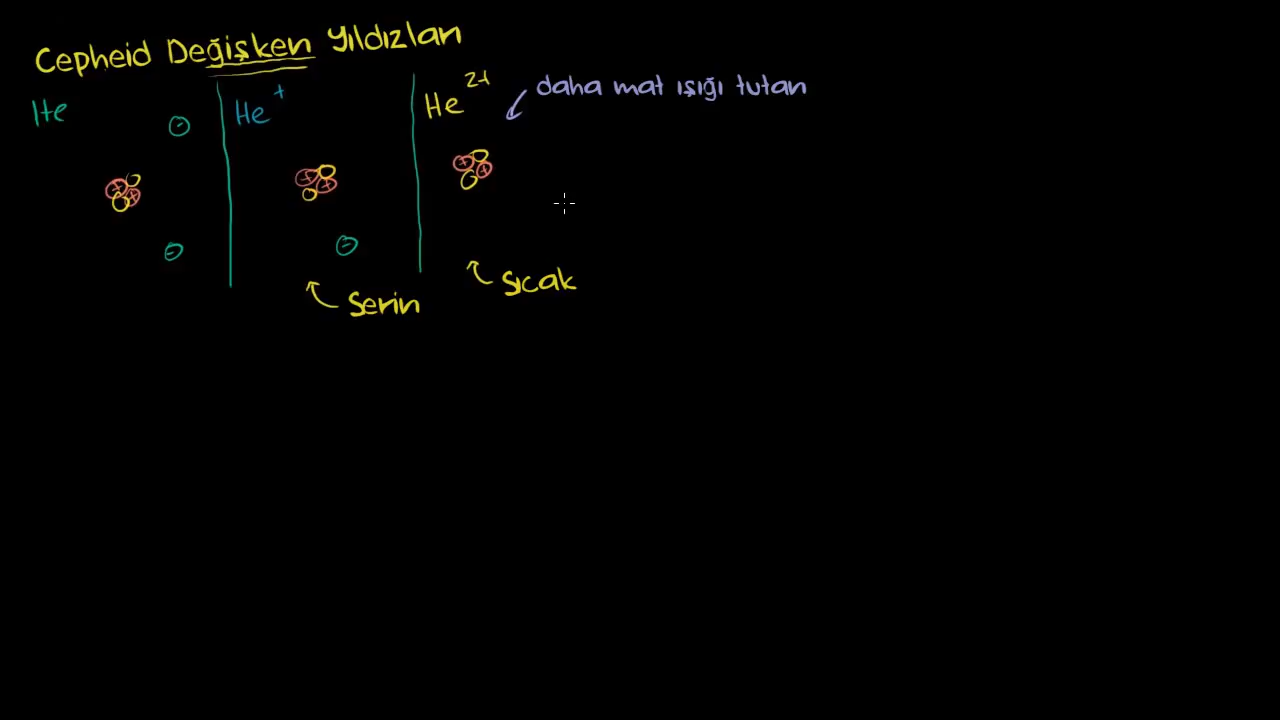 Cepheid Değişken Yıldızları
He
He+
He2+
daha mat ışığı tutan
serin
sıcak